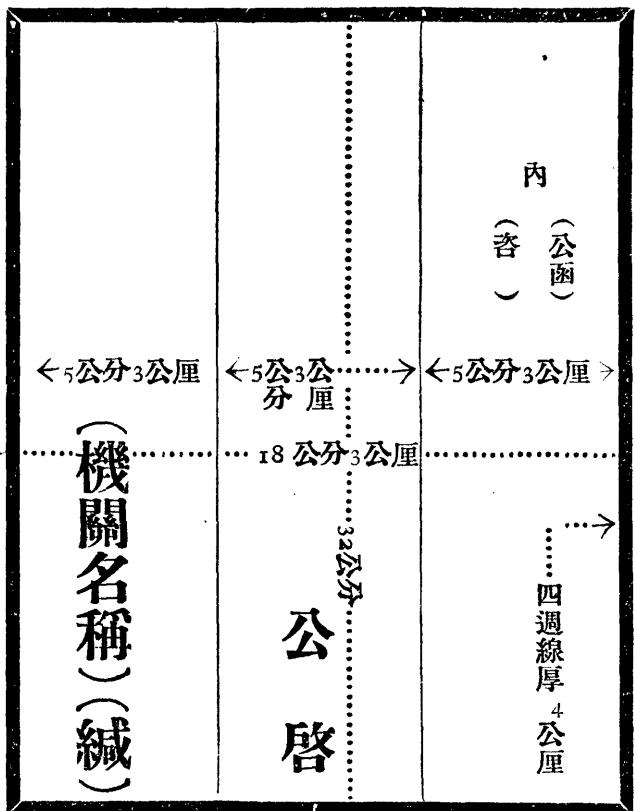 內
（公函）
（咨　）
←5公分3公厘→
四週線厚4公厘
←5公分3公厘→
18公分3公厘
32公分
公啓
←5公分3公厘
（機關名稱）（緘）